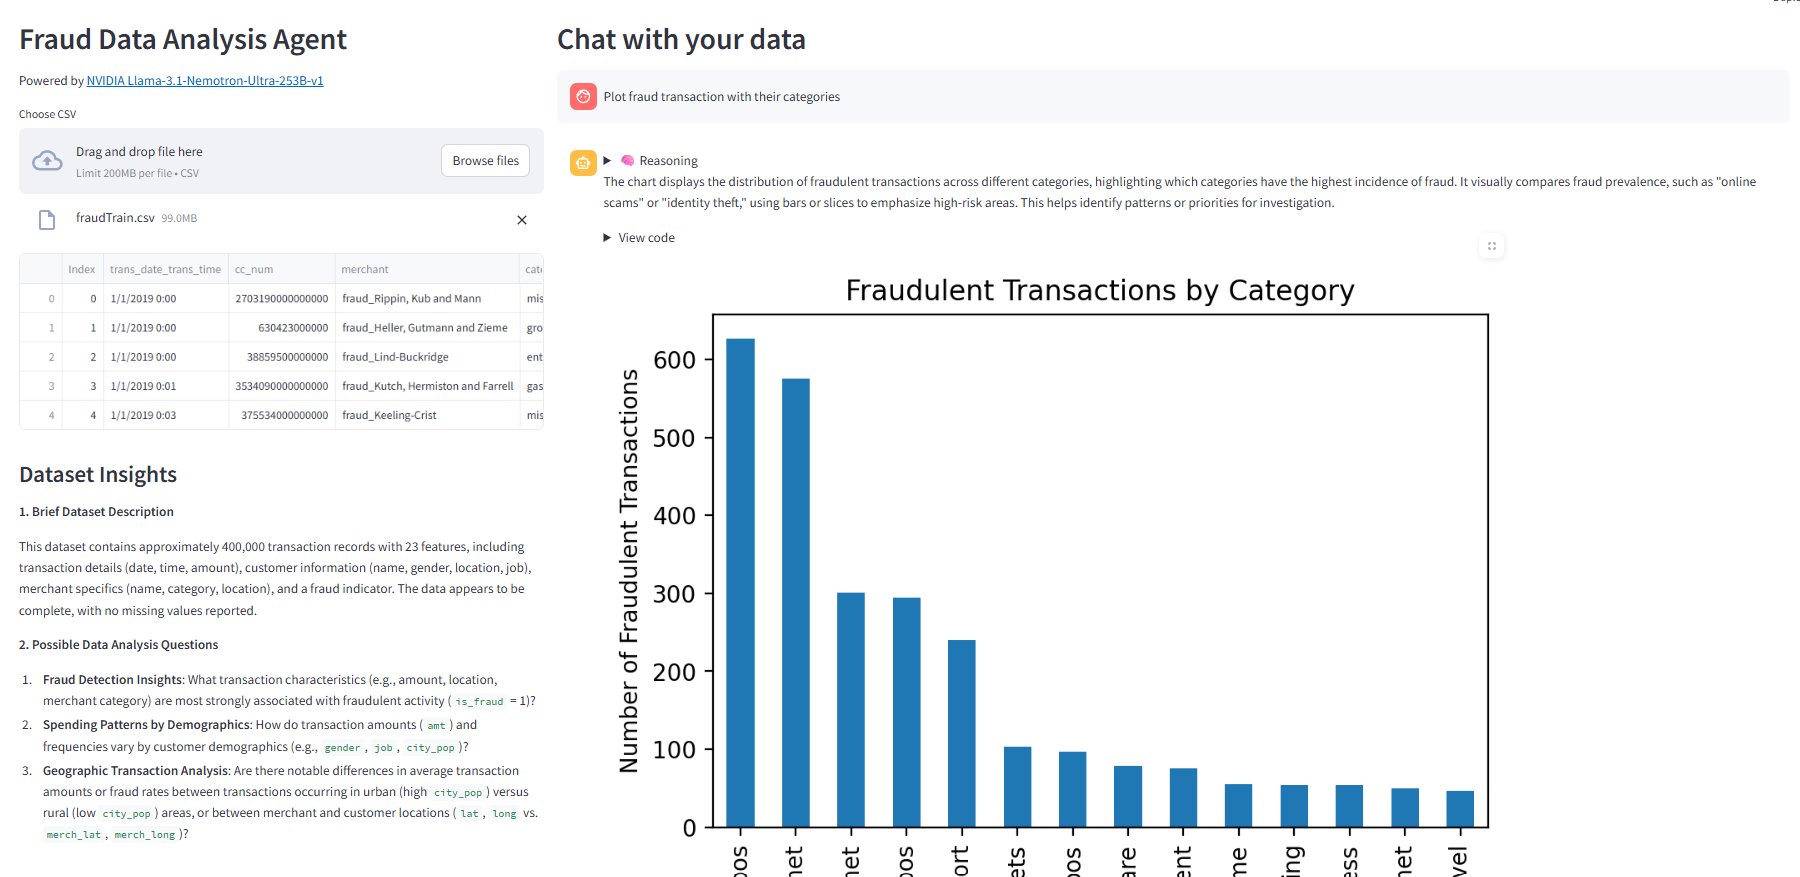 Fraud Data Analysis Agent
Powered by NVIDIA Llama-3.1-Nemotron-Ultra-253B-v1
Choose CSV
Drag and drop file here
Limit 200MB per file • CSV
Browse files
fraudTrain.csv 99.0MB
Index trans_date_trans_time cc_num merchant cat
0 0 1/1/2019 0:00 2703190000000000 fraud_Rippin, Kub and Mann mis
1 1 1/1/2019 0:00 630423000000 fraud_Heller, Gutmann and Zieme gro
2 2 1/1/2019 0:00 38859500000000 fraud_Lind-Buckridge ent
3 3 1/1/2019 0:01 3534090000000000 fraud_Kutch, Hermiston and Farrell gas
4 4 1/1/2019 0:03 375534000000000 fraud_Keeling-Crist mis
Dataset Insights
1. Brief Dataset Description
This dataset contains approximately 400,000 transaction records with 23 features, including
transaction details (date, time, amount), customer information (name, gender, location, job),
merchant specifics (name, category, location), and a fraud indicator. The data appears to be
complete, with no missing values reported.
2. Possible Data Analysis Questions
1. Fraud Detection Insights: What transaction characteristics (e.g., amount, location,
merchant category) are most strongly associated with fraudulent activity ( is_fraud = 1)?
2. Spending Patterns by Demographics: How do transaction amounts ( amt ) and
frequencies vary by customer demographics (e.g., gender , job , city_pop )?
3. Geographic Transaction Analysis: Are there notable differences in average transaction
amounts or fraud rates between transactions occurring in urban (high city_pop ) versus
rural (low city_pop ) areas, or between merchant and customer locations ( lat , long vs.
merch_lat , merch_long )?
Chat with your data
Plot fraud transaction with their categories
Reasoning
The chart displays the distribution of fraudulent transactions across different categories, highlighting which categories have the highest incidence of fraud. It visually compares fraud prevalence, such as "online
scams" or "identity theft," using bars or slices to emphasize high-risk areas. This helps identify patterns or priorities for investigation.
View code
Fraudulent Transactions by Category
Number of Fraudulent Transactions
600
500
400
300
200
100
0
pos
net
net
pos
ort
ets
pos
are
ent
me
ing
ess
net
vel